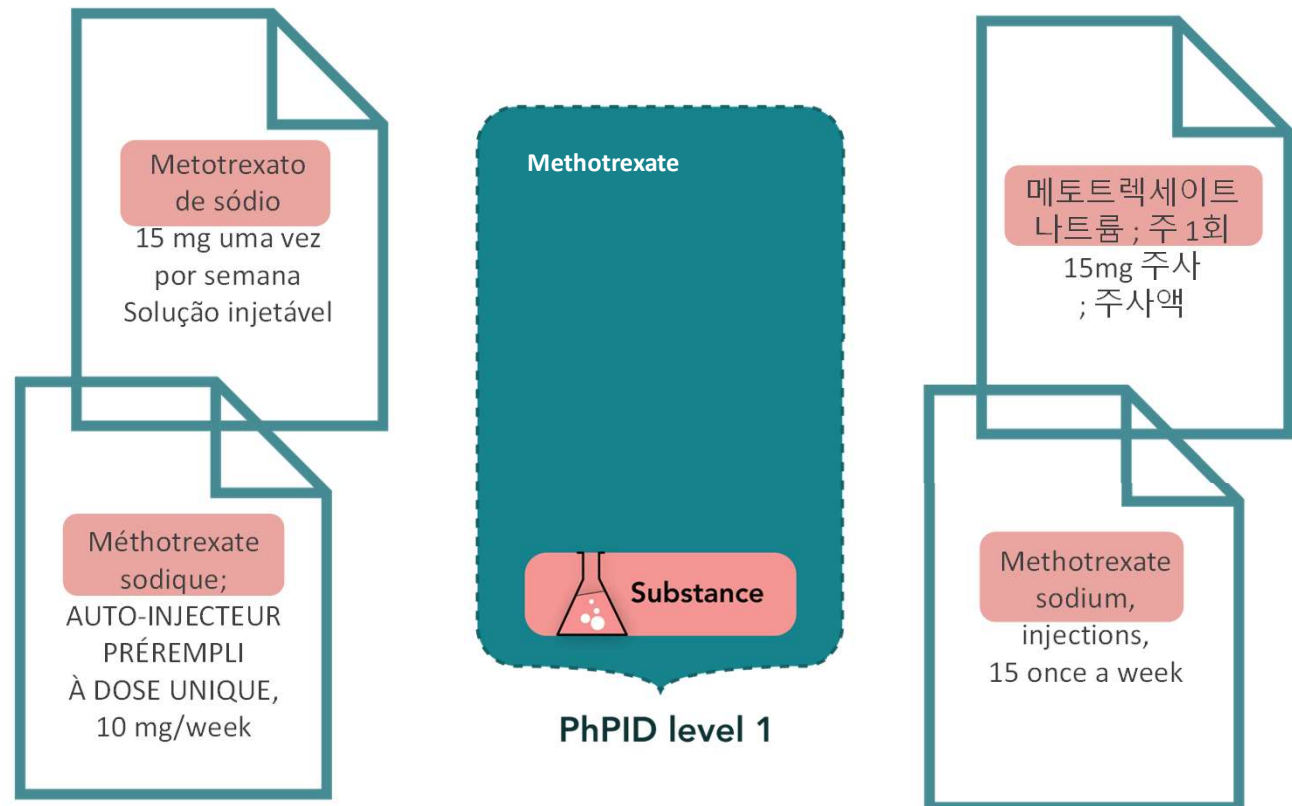 Metotrexato
de sódio
15 mg uma vez
por semana
Solução injetável
Méthotrexate
sodique;
AUTO-INJECTEUR
PRÉREMPLI
À DOSE UNIQUE,
10 mg/week
Methotrexate
Substance
PhPID level 1
메토트렉세이트
나트륨 ; 주 1회
15mg 주사
; 주사액
Methotrexate
sodium,
injections,
15 once a week